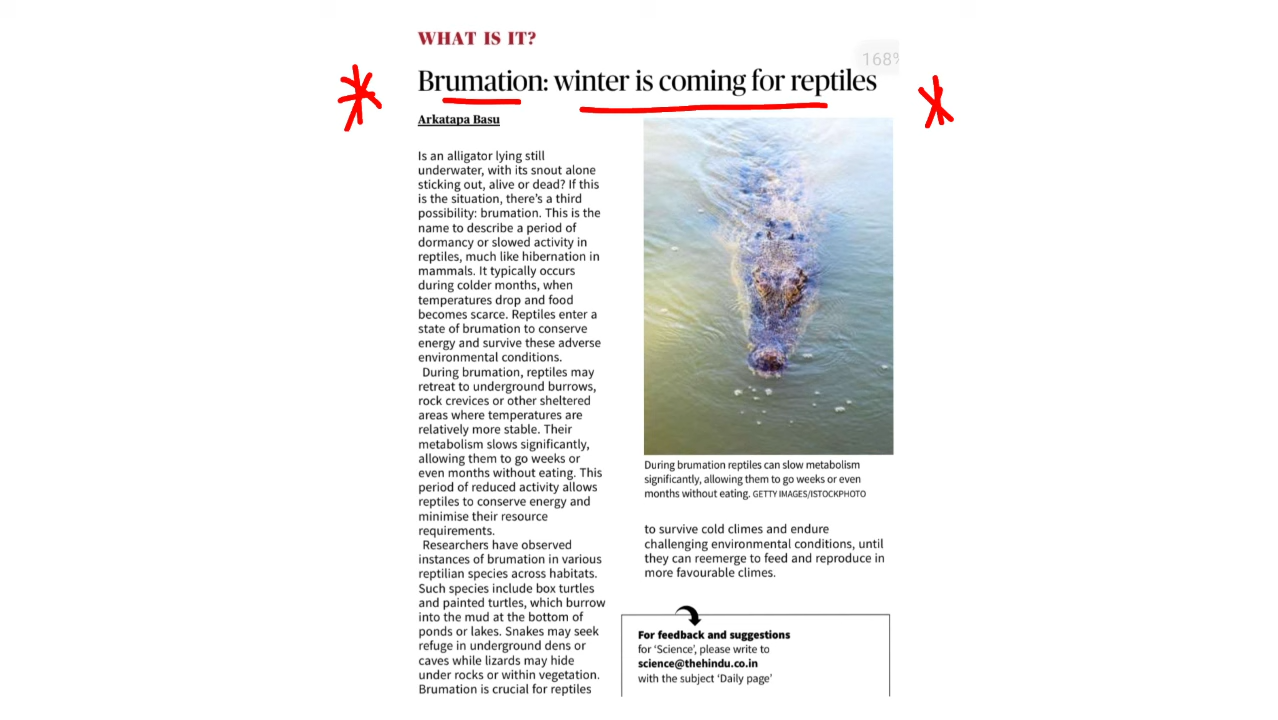 WHAT IS IT?
168%
Brumation: winter is coming for reptiles
Arkatapa Basu
Is an alligator lying still
underwater, with its snout alone
sticking out, alive or dead? If this
is the situation, there's a third
possibility: brumation. This is the
name to describe a period of
dormancy or slowed activity in
reptiles, much like hibernation in
mammals. It typically occurs
during colder months, when
temperatures drop and food
becomes scarce. Reptiles enter a
state of brumation to conserve
energy and survive these adverse
environmental conditions.
During brumation, reptiles may
retreat to underground burrows,
rock crevices or other sheltered
areas where temperatures are
relatively more stable. Their
metabolism slows significantly,
allowing them to go weeks or
even months without eating. This
period of reduced activity allows
reptiles to conserve energy and
minimise their resource
requirements.
Researchers have observed
instances of brumation in various
reptilian species across habitats.
Such species include box turtles
and painted turtles, which burrow
into the mud at the bottom of
ponds or lakes. Snakes may seek
refuge in underground dens or
caves while lizards may hide
under rocks or within vegetation.
Brumation is crucial for reptiles
During brumation reptiles can slow metabolism
significantly, allowing them to go weeks or even
months without eating. GETTY IMAGES/ISTOCKPHOTO
to survive cold climes and endure
challenging environmental conditions, until
they can reemerge to feed and reproduce in
more favourable climes.
For feedback and suggestions
for 'Science', please write to
science@thehindu.co.in
with the subject 'Daily page'